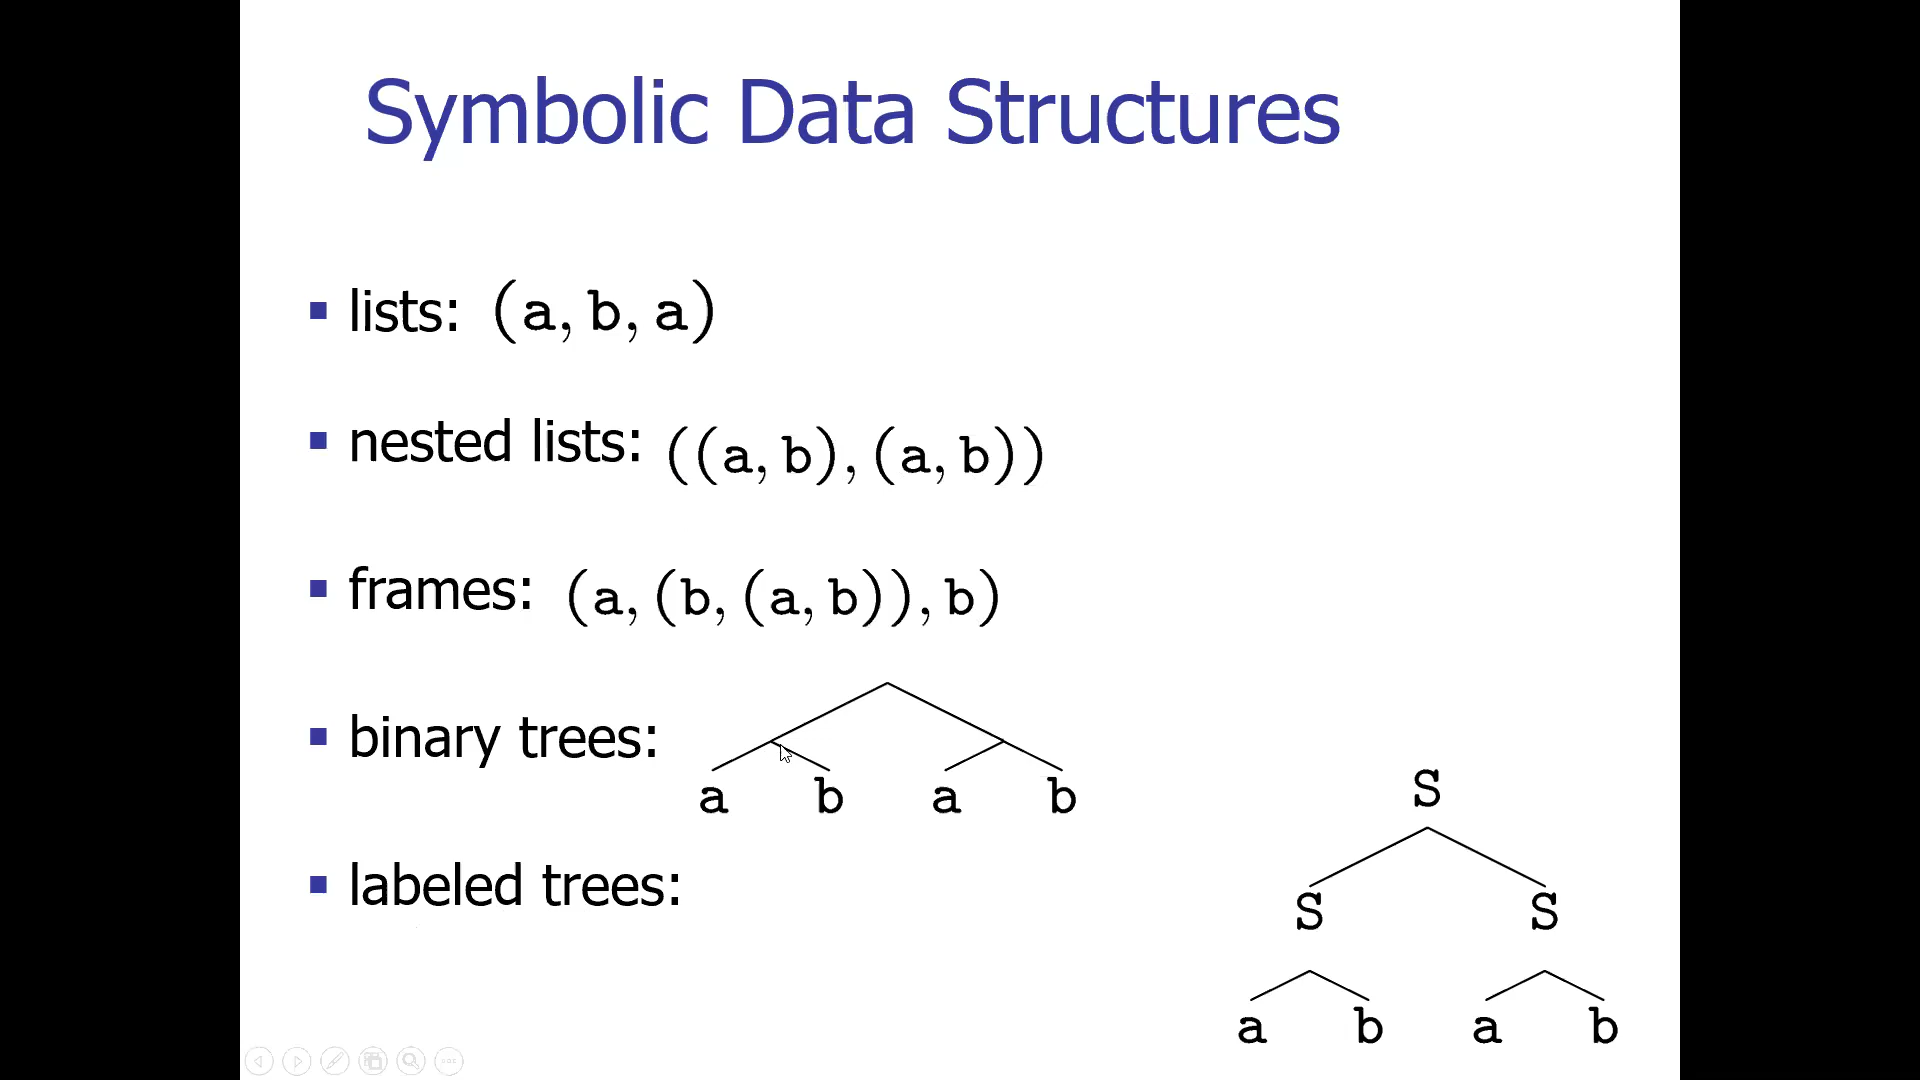 Symbolic Data Structures
▪ lists: (a, b, a)
▪ nested lists: ((a, b), (a, b))
▪ frames: (a, (b, (a, b)), b)
▪ binary trees:
a b a b
▪ labeled trees:
S
S S
a b a b